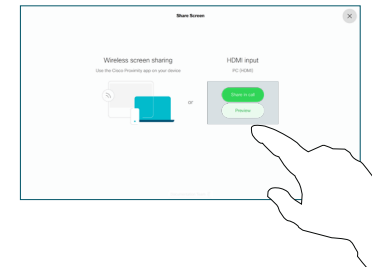 Share Screen
Wireless screen sharing
Use the Cisco Proximity app on your device
or
HDMI input
PC (HDMI)
Share in call
Preview